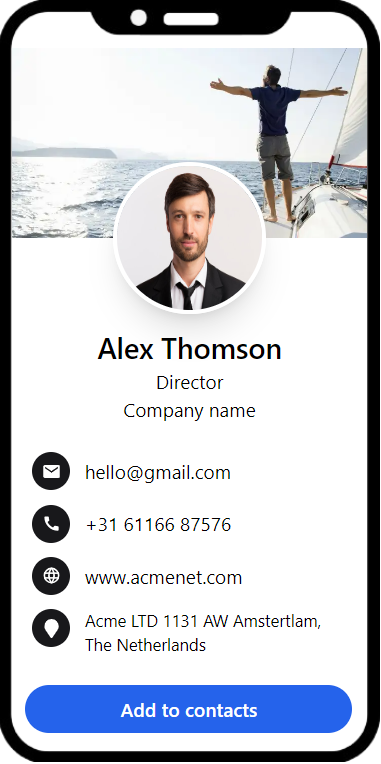 Alex Thomson
Director
Company name
hello@gmail.com
+31 61166 87576
www.acmenet.com
Acme LTD 1131 AW Amstertlam,
The Netherlands
Add to contacts